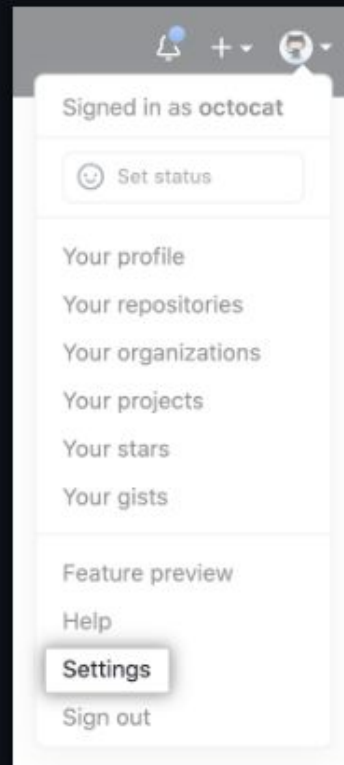 Signed in as octocat
Set status
Your profile
Your repositories
Your organizations
Your projects
Your stars
Your gists
Feature preview
Help
Settings
Sign out